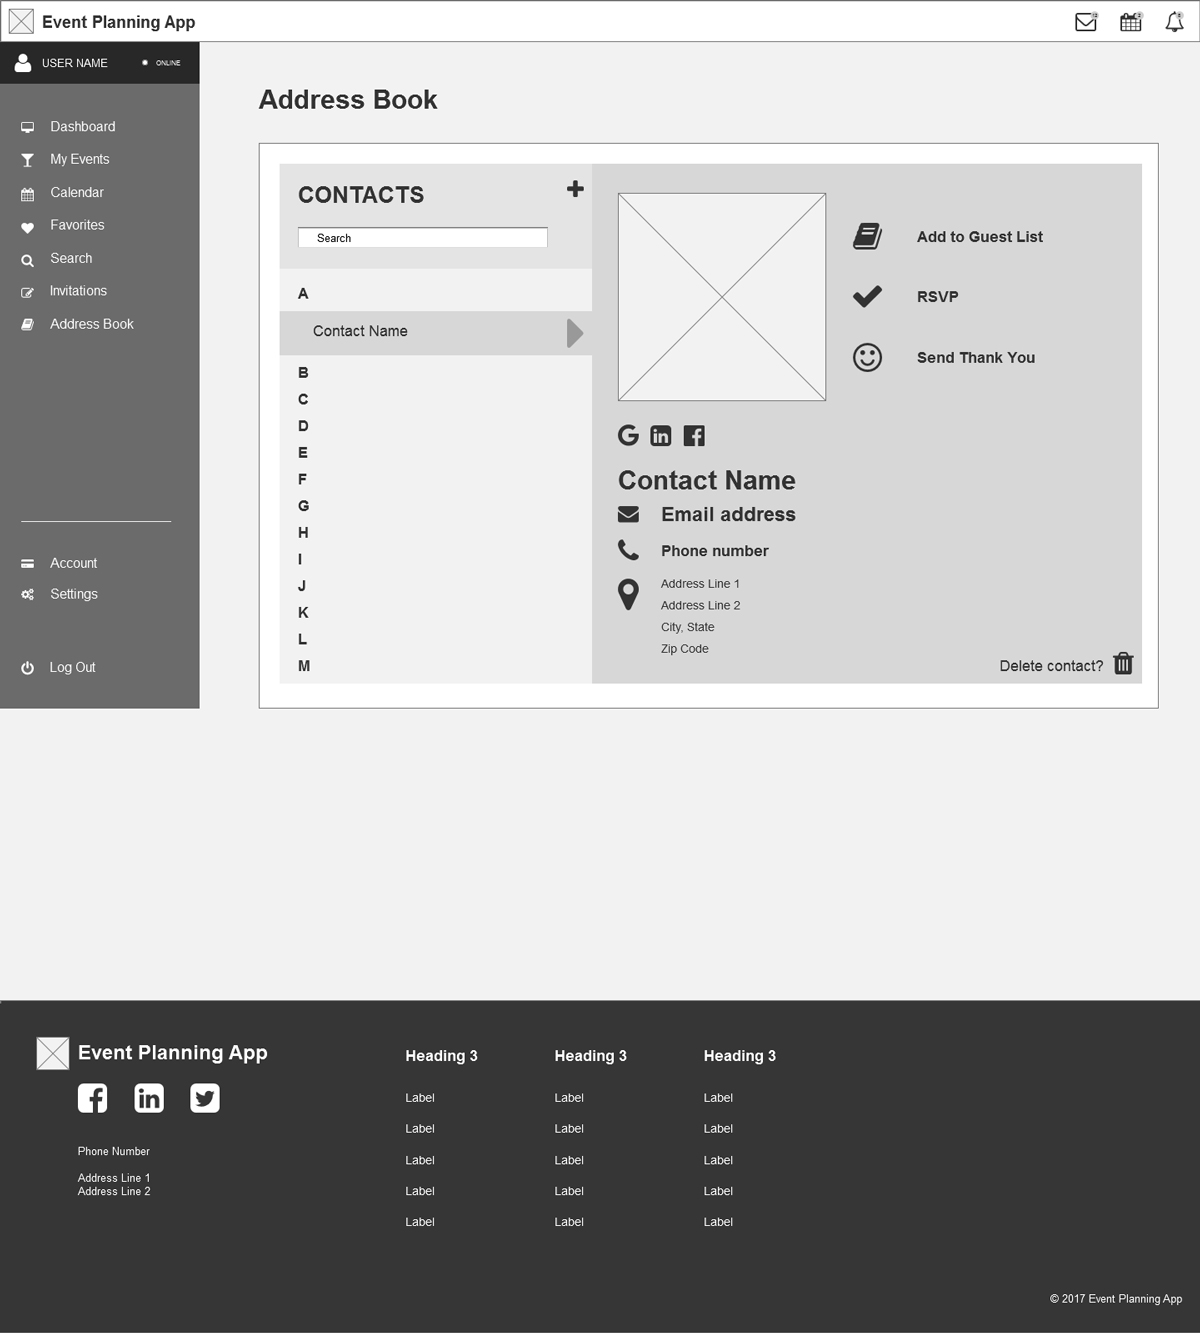 Event Planning App
USER NAME
ONLINE
Dashboard
My Events
Calendar
Favorites
Search
Invitations
Address Book
Account
Settings
Log Out
Address Book
CONTACTS
Search
A
Contact Name
B
C
D
E
F
G
H
I
J
K
L
M
Add to Guest List
RSVP
Send Thank You
Contact Name
Email address
Phone number
Address Line 1
Address Line 2
City, State
Zip Code
Delete contact?
Event Planning App
Phone Number
Address Line 1
Address Line 2
Heading 3
Label
Label
Label
Label
Label
Heading 3
Label
Label
Label
Label
Label
Heading 3
Label
Label
Label
Label
Label
© 2017 Event Planning App